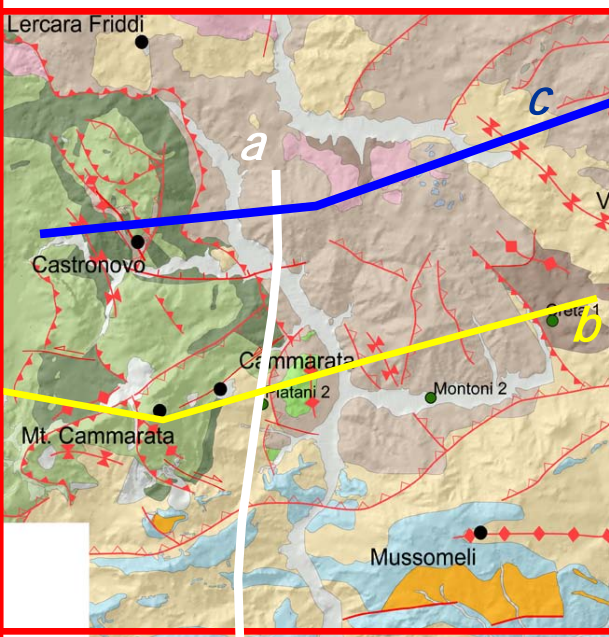 Lercara Friddi
c
a
V
Castronovo
Creta 1
b
Cammarata
Platani 2
Montoni 2
Mt. Cammarata
Mussomeli